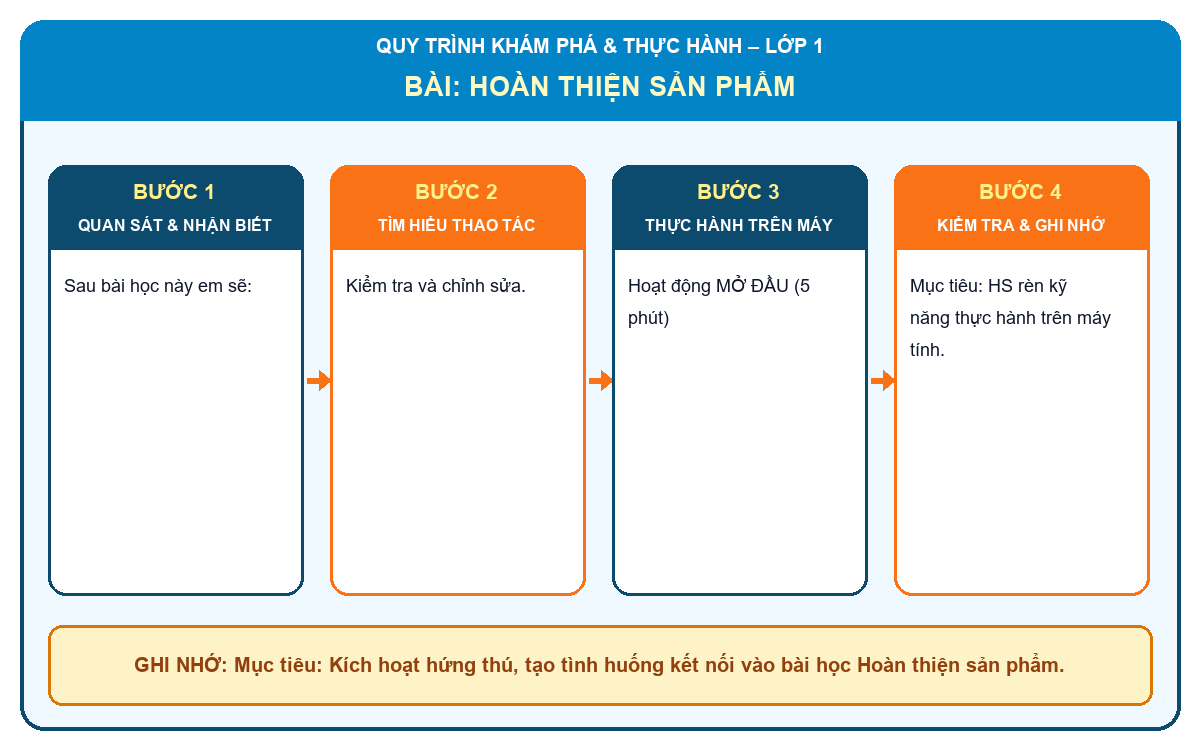 QUY TRÌNH KHÁM PHÁ & THỰC HÀNH – LỚP 1
BÀI: HOÀN THIỆN SẢN PHẨM
BƯỚC 1
QUAN SÁT & NHẬN BIẾT
Sau bài học này em sẽ:
BƯỚC 2
TÌM HIỂU THAO TÁC
Kiểm tra và chỉnh sửa.
BƯỚC 3
THỰC HÀNH TRÊN MÁY
Hoạt động MỞ ĐẦU (5
phút)
BƯỚC 4
KIỂM TRA & GHI NHỚ
Mục tiêu: HS rèn kỹ
năng thực hành trên máy
tính.
GHI NHỚ: Mục tiêu: Kích hoạt hứng thú, tạo tình huống kết nối vào bài học Hoàn thiện sản phẩm.